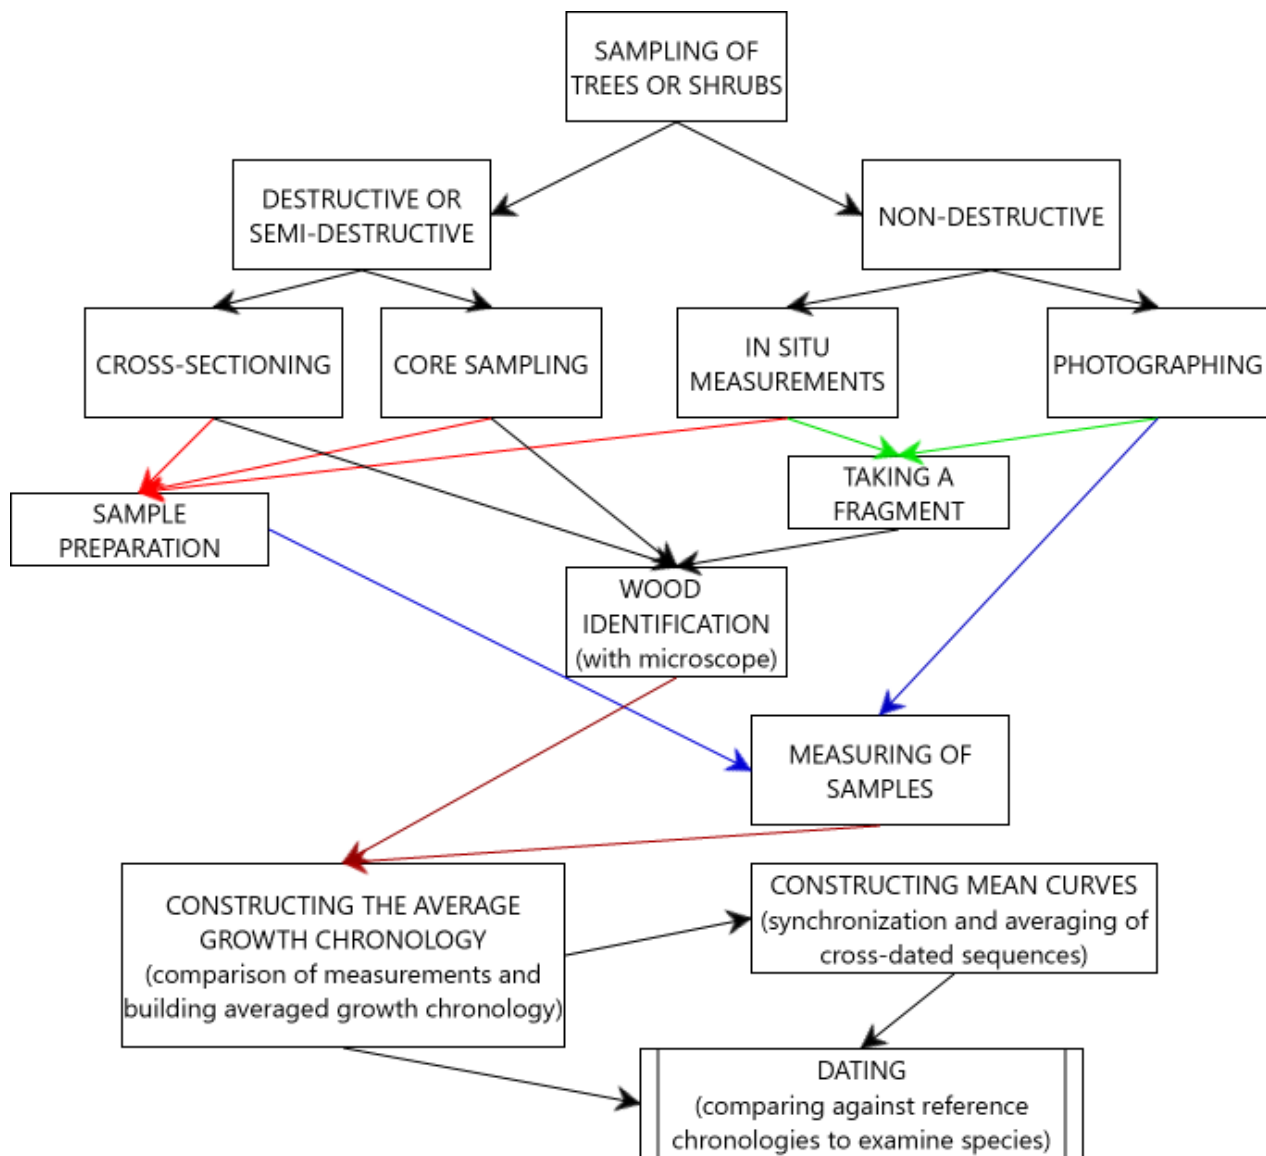 SAMPLING OF
TREES OR SHRUBS
DESTRUCTIVE OR
SEMI-DESTRUCTIVE
NON-DESTRUCTIVE
CROSS-SECTIONING
CORE SAMPLING
IN SITU
MEASUREMENTS
PHOTOGRAPHING
TAKING A
FRAGMENT
SAMPLE
PREPARATION
WOOD
IDENTIFICATION
(with microscope)
MEASURING OF
SAMPLES
CONSTRUCTING THE AVERAGE
GROWTH CHRONOLOGY
(comparison of measurements and
building averaged growth chronology)
CONSTRUCTING MEAN CURVES
(synchronization and averaging of
cross-dated sequences)
DATING
(comparing against reference
chronologies to examine species)